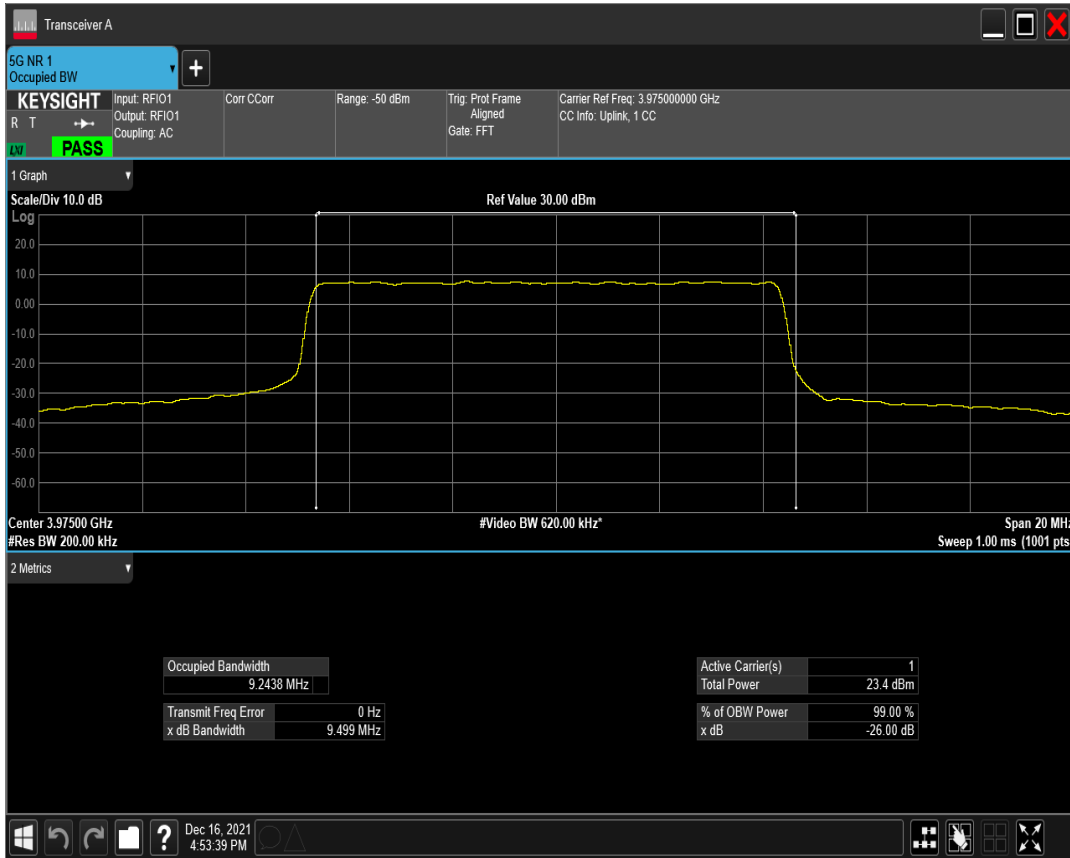 Transceiver A
5G NR 1
Occupied BW
+
KEYSIGHT
R T
LXI
PASS
Input: RFIO1
Output: RFIO1
Coupling: AC
Corr CCorr
Range: -50 dBm
Trig: Prot Frame
Aligned
Gate: FFT
Carrier Ref Freq: 3.975000000 GHz
CC Info: Uplink, 1 CC
1 Graph
Scale/Div 10.0 dB
Ref Value 30.00 dBm
Log
20.0
10.0
0.00
-10.0
-20.0
-30.0
-40.0
-50.0
-60.0
Center 3.97500 GHz
#Video BW 620.00 kHz*
Span 20 MHz
#Res BW 200.00 kHz
Sweep 1.00 ms (1001 pts
2 Metrics
Occupied Bandwidth
9.2438 MHz
Transmit Freq Error 0 Hz
x dB Bandwidth 9.499 MHz
Active Carrier(s) 1
Total Power 23.4 dBm
% of OBW Power 99.00 %
x dB -26.00 dB
?
Dec 16, 2021
4:53:39 PM